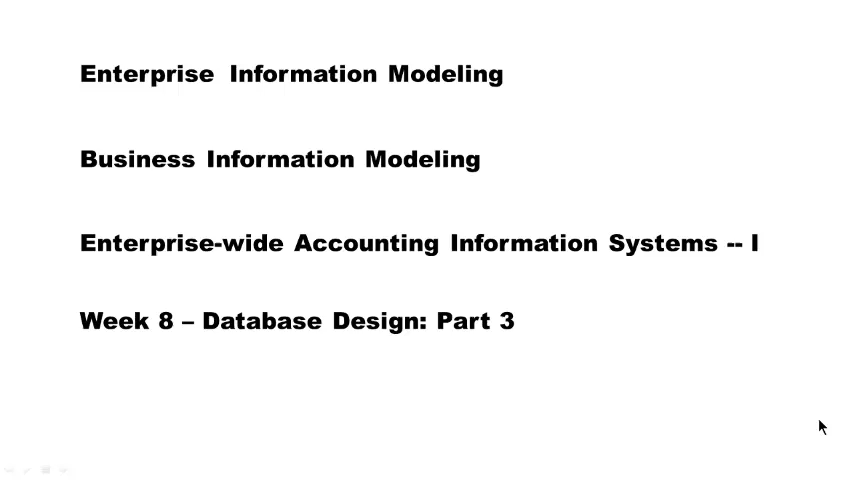 Enterprise Information Modeling
Business Information Modeling
Enterprise-wide Accounting Information Systems -- I
Week 8 – Database Design: Part 3